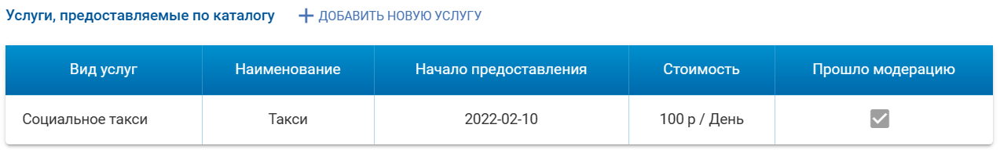 Услуги, предоставляемые по каталогу ДОБАВИТЬ НОВУЮ УСЛУГУ
Вид услуг Наименование Начало предоставления Стоимость Прошло модерацию
Социальное такси Такси 2022-02-10 100 р / День